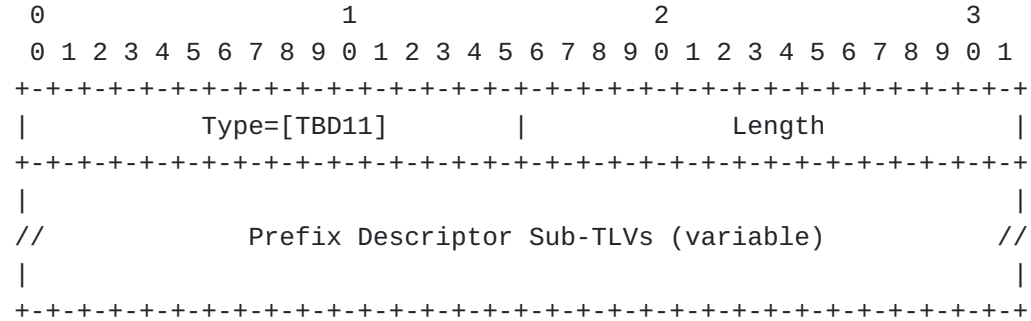 0                   1                   2                   3
 0 1 2 3 4 5 6 7 8 9 0 1 2 3 4 5 6 7 8 9 0 1 2 3 4 5 6 7 8 9 0 1
+-+-+-+-+-+-+-+-+-+-+-+-+-+-+-+-+-+-+-+-+-+-+-+-+-+-+-+-+-+-+-+-+
|           Type=[TBD11]        |             Length            |
+-+-+-+-+-+-+-+-+-+-+-+-+-+-+-+-+-+-+-+-+-+-+-+-+-+-+-+-+-+-+-+-+
|                                                               |
//             Prefix Descriptor Sub-TLVs (variable)           //
|                                                               |
+-+-+-+-+-+-+-+-+-+-+-+-+-+-+-+-+-+-+-+-+-+-+-+-+-+-+-+-+-+-+-+-+